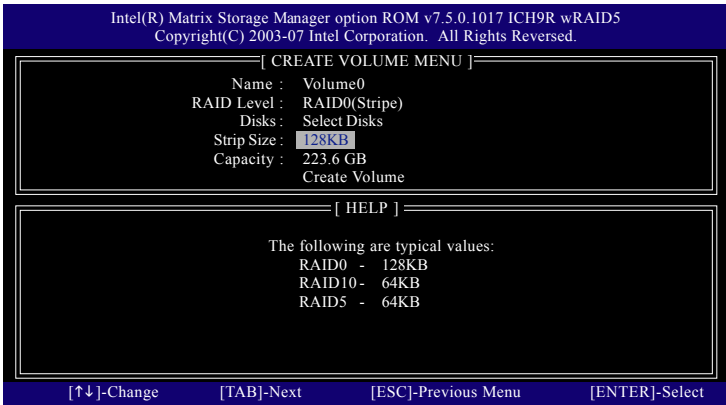 Intel(R) Matrix Storage Manager option ROM v7.5.0.1017 ICH9R wRAID5
Copyright(C) 2003-07 Intel Corporation. All Rights Reversed.
[ CREATE VOLUME MENU ]
Name : Volume0
RAID Level : RAID0(Stripe)
Disks : Select Disks
Strip Size : 128KB
Capacity : 223.6 GB
Create Volume
[ HELP ]
The following are typical values:
RAID0 - 128KB
RAID10 - 64KB
RAID5 - 64KB
[↑↓]-Change [TAB]-Next [ESC]-Previous Menu [ENTER]-Select